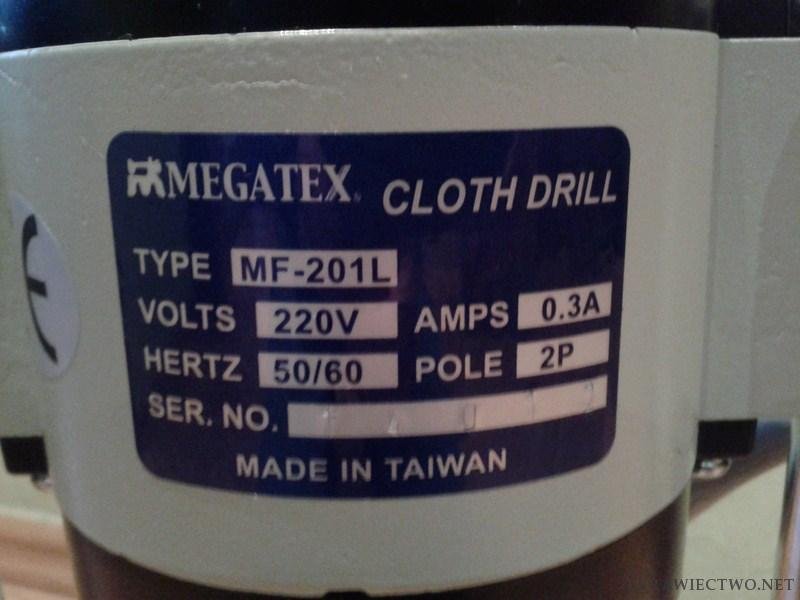 MEGATEX® CLOTH DRILL
TYPE MF-201L
VOLTS 220V AMPS 0.3A
HERTZ 50/60 POLE 2P
SER. NO.
MADE IN TAIWAN
CE
WIECTWO.NET